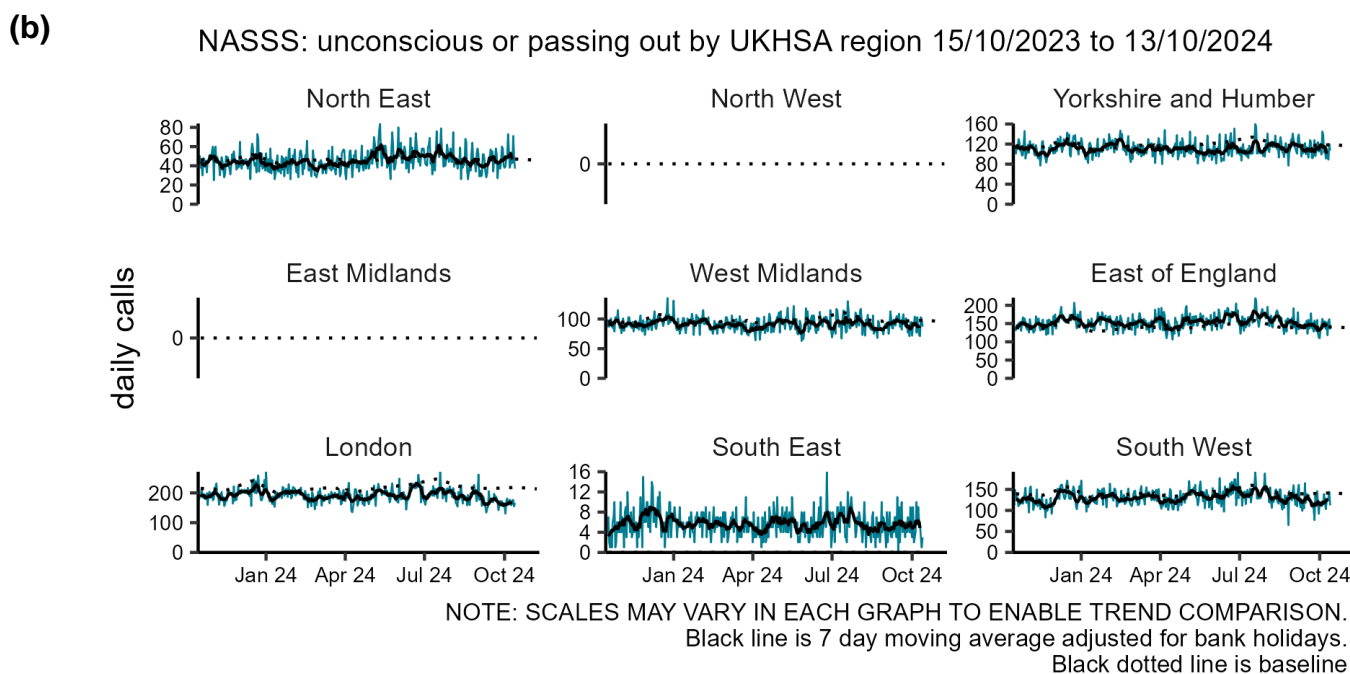 (b)
NASSS: unconscious or passing out by UKHSA region 15/10/2023 to 13/10/2024
daily calls
North East
80
60
40
20
0
North West
0
Yorkshire and Humber
160
120
80
40
0
East Midlands
0
West Midlands
100
50
0
East of England
200
150
100
50
0
London
200
100
0
Jan 24 Apr 24 Jul 24 Oct 24
South East
16
12
8
4
0
Jan 24 Apr 24 Jul 24 Oct 24
South West
150
100
50
0
Jan 24 Apr 24 Jul 24 Oct 24
NOTE: SCALES MAY VARY IN EACH GRAPH TO ENABLE TREND COMPARISON.
Black line is 7 day moving average adjusted for bank holidays.
Black dotted line is baseline